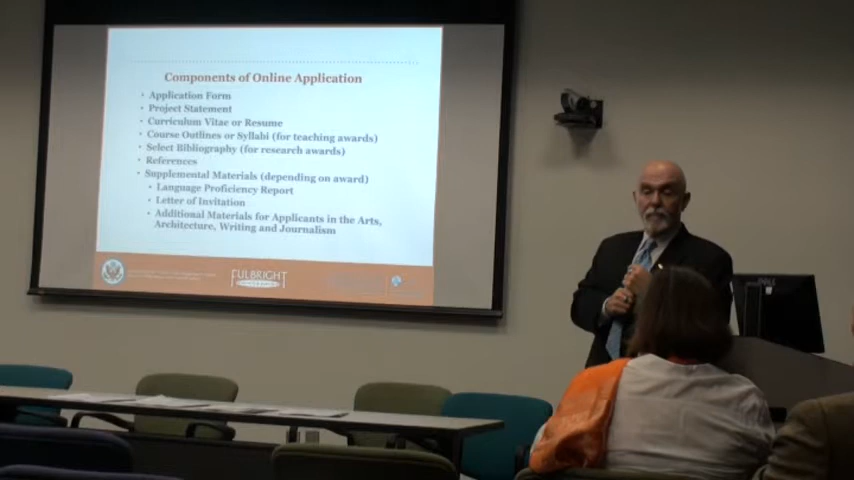 Components of Online Application
• Application Form
• Project Statement
• Curriculum Vitae or Resume
• Course Outlines or Syllabi (for teaching awards)
• Select Bibliography (for research awards)
• References
• Supplemental Materials (depending on award)
• Language Proficiency Report
• Letter of Invitation
• Additional Materials for Applicants in the Arts,
Architecture, Writing and Journalism
FULBRIGHT
DELL